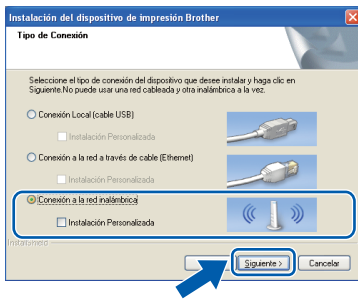 Instalación del dispositivo de impresión Brother
Tipo de Conexión
Seleccione el tipo de conexión del dispositivo que desee instalar y haga clic en
Siguiente.No puede usar una red cableada y otra inalámbrica a la vez.
Conexión Local (cable USB)
Instalación Personalizada
Conexión a la red a través de cable (Ethernet)
Instalación Personalizada
Conexión a la red inalámbrica
Instalación Personalizada
InstallShield
Siguiente >
Cancelar